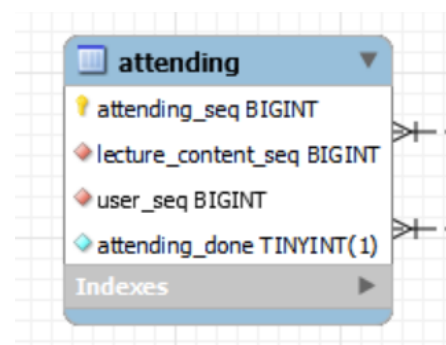 attending
attending_seq BIGINT
lecture_content_seq BIGINT
user_seq BIGINT
attending_done TINYINT(1)
Indexes